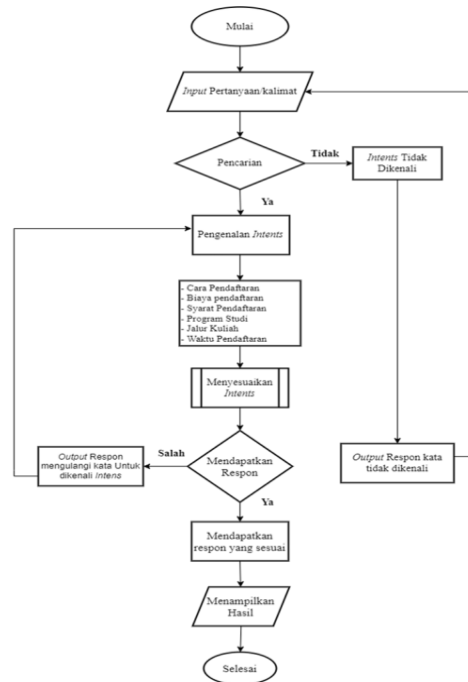 Mulai
Input Pertanyaan/kalimat
Pencarian
Tidak
Intents Tidak
Dikenali
Ya
Pengenalan Intents
- Cara Pendaftaran
- Biaya pendaftaran
- Syarat Pendaftaran
- Program Studi
- Jalur Kuliah
- Waktu Pendaftaran
Menyesuaikan
Intents
Salah
Mendapatkan
Respon
Output Respon
mengulangi kata Untuk
dikenali Intens
Output Respon kata
tidak dikenali
Ya
Mendapatkan
respon yang sesuai
Menampilkan
Hasil
Selesai